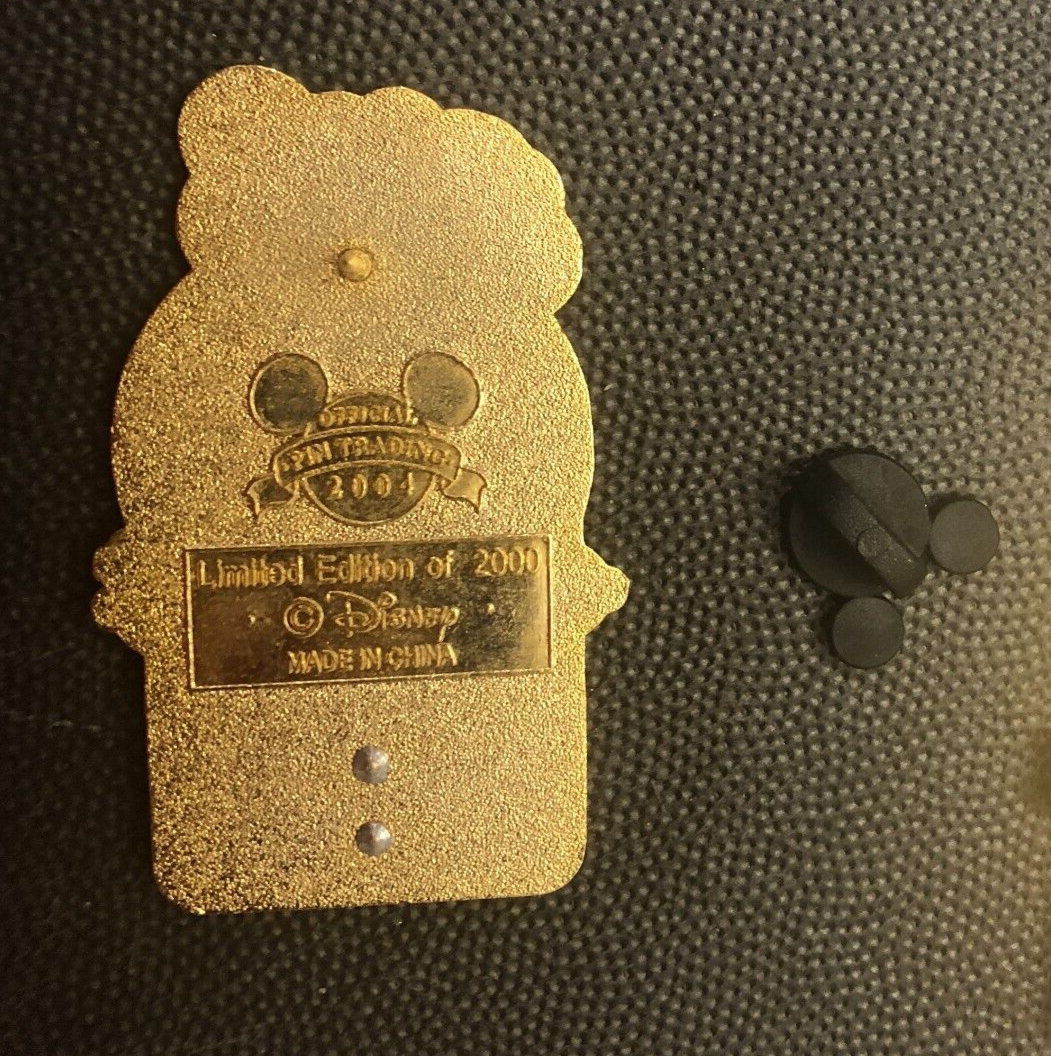 OFFICIAL
PIN TRADING
2004
Limited Edition of 2000
© Disney
MADE IN CHINA